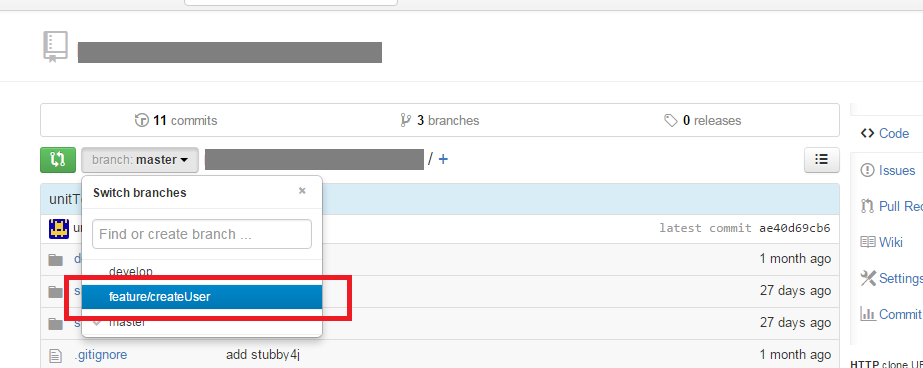 11 commits
3 branches
0 releases
Code
branch: master
/ +
Issues
Switch branches
unitT
Pull Rec
Find or create branch ...
latest commit ae40d69cb6
Wiki
develop
1 month ago
Settings
feature/createUser
27 days ago
master
27 days ago
Commit
.gitignore
add stubby4j
1 month ago
HTTP clone UR